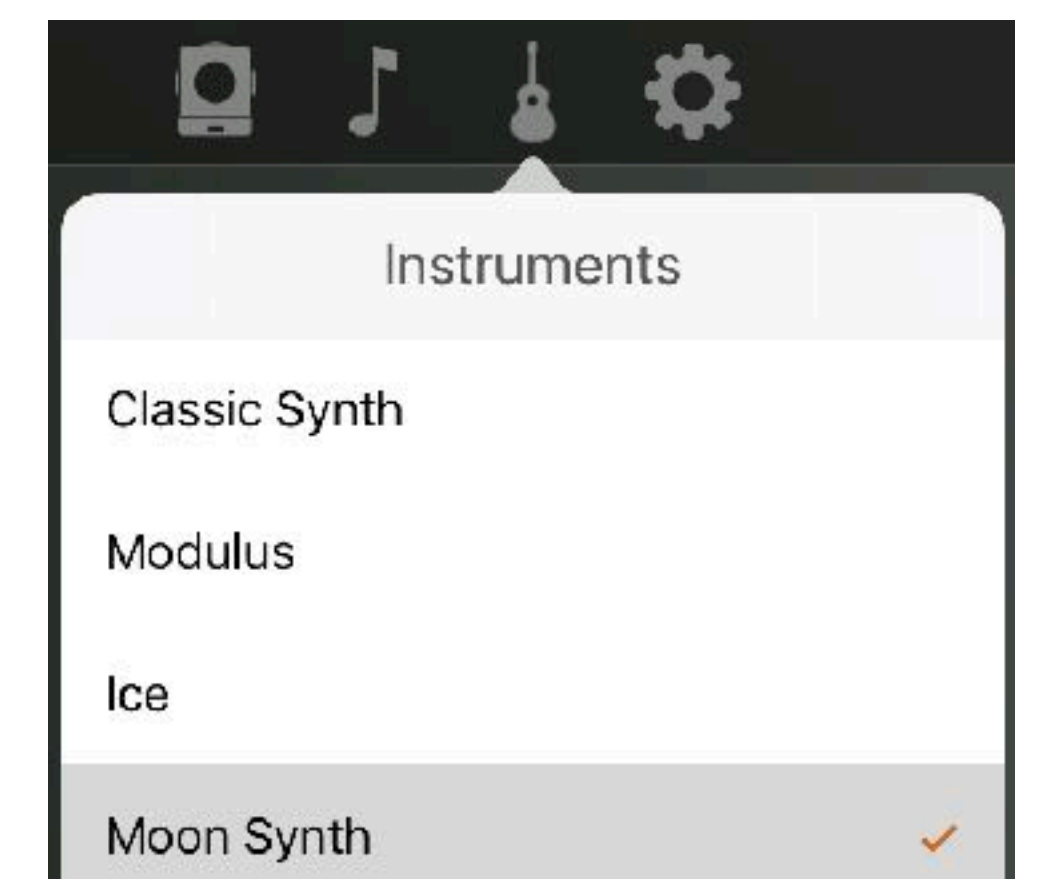 Instruments
Classic Synth
Modulus
Ice
Moon Synth